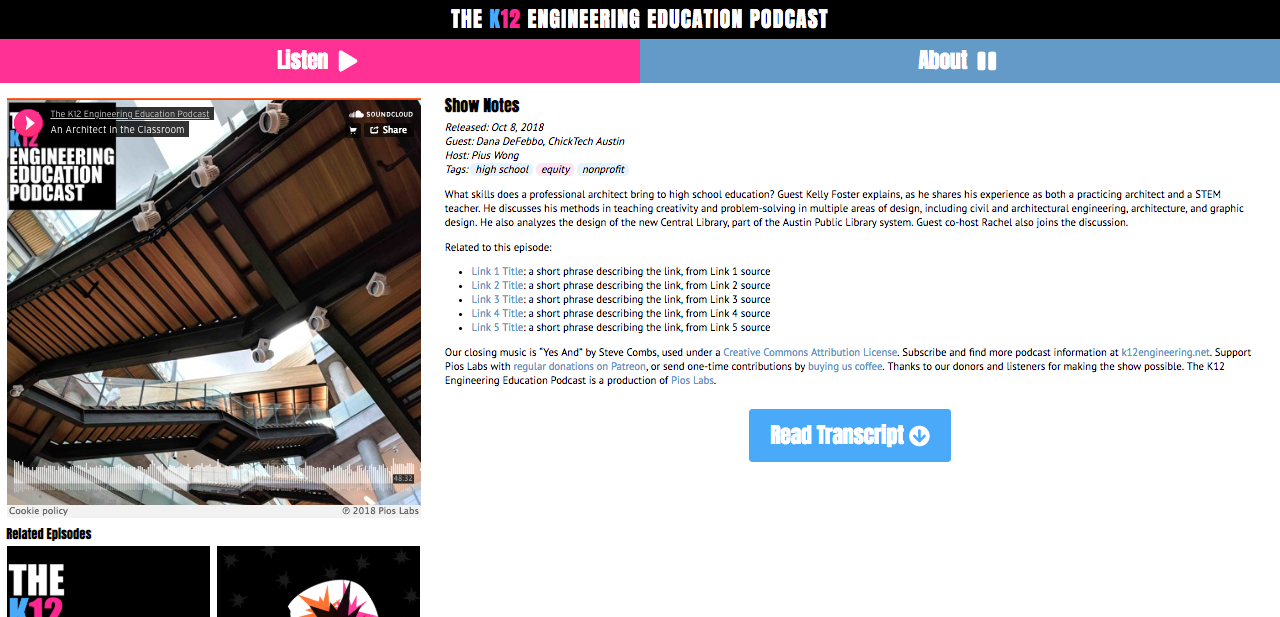 THE K12 ENGINEERING EDUCATION PODCAST
Listen
About
The K12 Engineering Education Podcast
An Architect in the Classroom
SOUNDCLOUD
Share
THE
K12
ENGINEERING
EDUCATION
PODCAST
48:32
Cookie policy
℗ 2018 Pios Labs
Related Episodes
THE
K12
Show Notes
Released: Oct 8, 2018
Guest: Dana DeFebbo, ChickTech Austin
Host: Pius Wong
Tags: high school equity nonprofit
What skills does a professional architect bring to high school education? Guest Kelly Foster explains, as he shares his experience as both a practicing architect and a STEM
teacher. He discusses his methods in teaching creativity and problem-solving in multiple areas of design, including civil and architectural engineering, architecture, and graphic
design. He also analyzes the design of the new Central Library, part of the Austin Public Library system. Guest co-host Rachel also joins the discussion.
Related to this episode:
• Link 1 Title: a short phrase describing the link, from Link 1 source
• Link 2 Title: a short phrase describing the link, from Link 2 source
• Link 3 Title: a short phrase describing the link, from Link 3 source
• Link 4 Title: a short phrase describing the link, from Link 4 source
• Link 5 Title: a short phrase describing the link, from Link 5 source
Our closing music is "Yes And" by Steve Combs, used under a Creative Commons Attribution License. Subscribe and find more podcast information at k12engineering.net. Support
Pios Labs with regular donations on Patreon, or send one-time contributions by buying us coffee. Thanks to our donors and listeners for making the show possible. The K12
Engineering Education Podcast is a production of Pios Labs.
Read Transcript